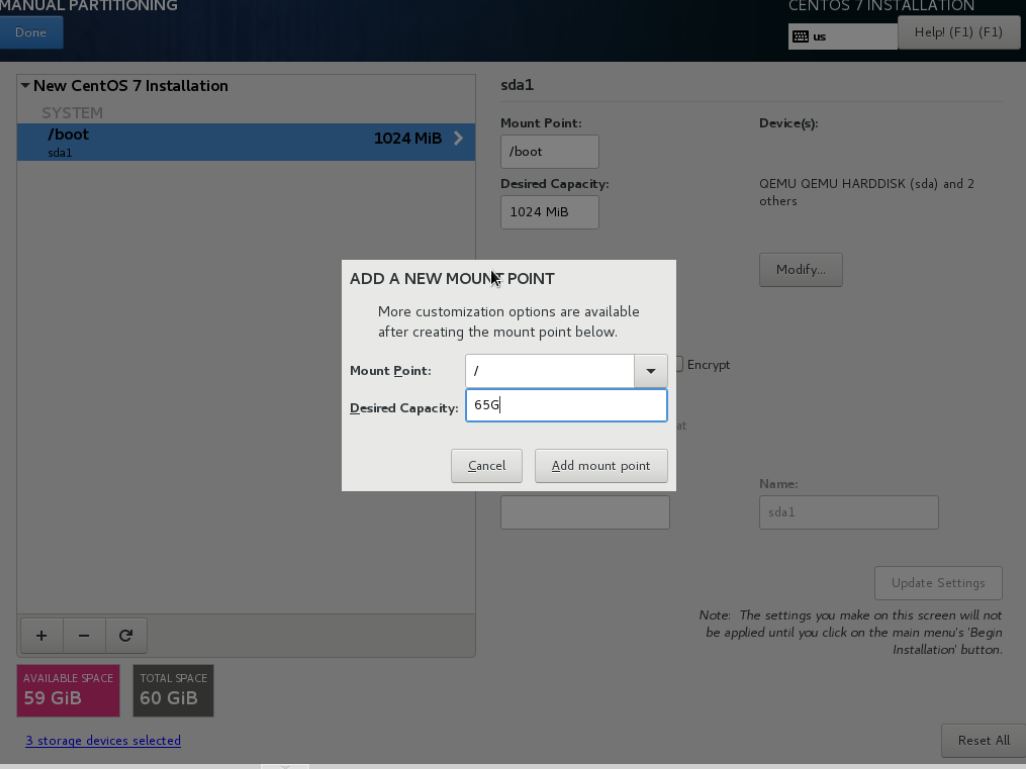 MANUAL PARTITIONING
CENTOS 7 INSTALLATION
Done
us
Help! (F1) (F1)
New CentOS 7 Installation
SYSTEM
/boot
1024 MiB
sda1
sda1
Mount Point:
Device(s):
/boot
Desired Capacity:
QEMU QEMU HARDDISK (sda) and 2
others
1024 MiB
Modify...
ADD A NEW MOUNT POINT
More customization options are available
after creating the mount point below.
Mount Point:
/
Encrypt
Desired Capacity:
65G
Cancel
Add mount point
Name:
sda1
Update Settings
Note: The settings you make on this screen will not
be applied until you click on the main menu's 'Begin
Installation' button.
+
−
AVAILABLE SPACE
59 GiB
TOTAL SPACE
60 GiB
3 storage devices selected
Reset All